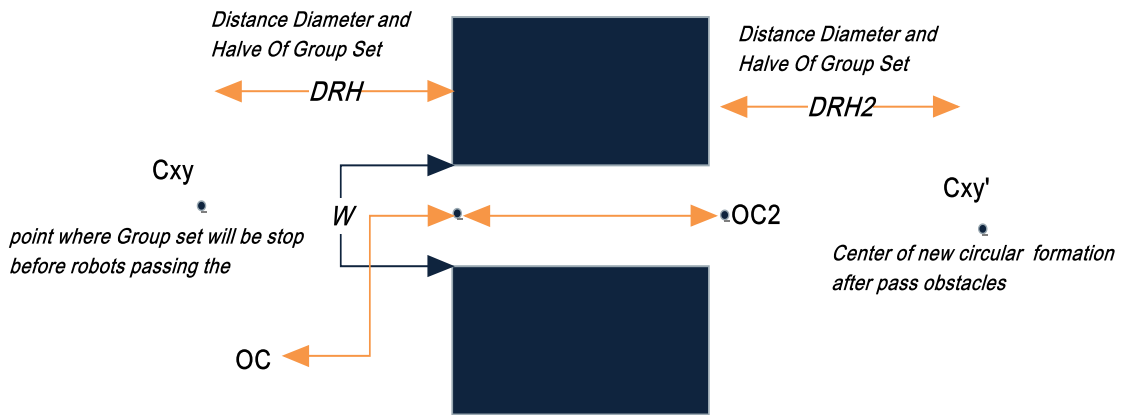 Distance Diameter and
Halve Of Group Set
DRH
Distance Diameter and
Halve Of Group Set
DRH2
Cxy
point where Group set will be stop
before robots passing the
W
OC
OC2
Cxy'
Center of new circular formation
after pass obstacles